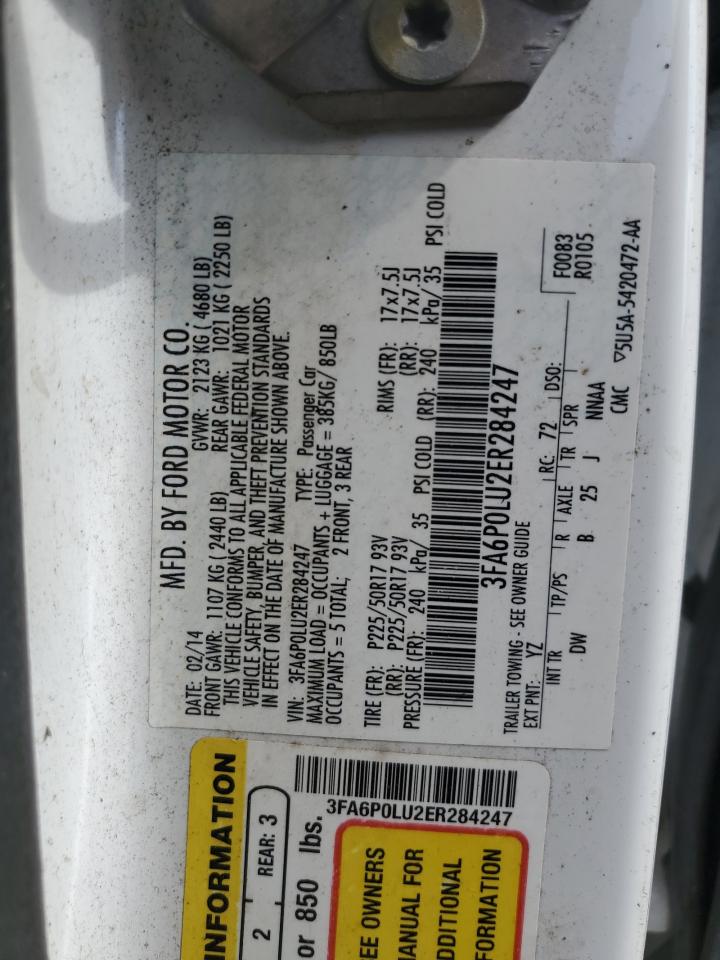 MFD. BY FORD MOTOR CO.
DATE: 02/14 GVWR: 2123 KG ( 4680 LB)
FRONT GAWR: 1107 KG ( 2440 LB) REAR GAWR: 1021 KG ( 2250 LB)
THIS VEHICLE CONFORMS TO ALL APPLICABLE FEDERAL MOTOR
VEHICLE SAFETY, BUMPER, AND THEFT PREVENTION STANDARDS
IN EFFECT ON THE DATE OF MANUFACTURE SHOWN ABOVE.
VIN: 3FA6P0LU2ER284247 TYPE: Passenger Car
MAXIMUM LOAD = OCCUPANTS + LUGGAGE = 385KG/ 850LB
OCCUPANTS = 5 TOTAL; 2 FRONT, 3 REAR
TIRE (FR): P225/50R17 93V RIMS (FR): 17x7.5J
(RR): P225/50R17 93V (RR): 17x7.5J
PRESSURE (FR): 240 kPa/ 35 PSI COLD (RR): 240 kPa/ 35 PSI COLD
3FA6P0LU2ER284247
TRAILER TOWING - SEE OWNER GUIDE F0083
EXT PNT: YZ RC: 72 DSO: R0105
INT TR TP/PS R AXLE TR SPR
DW B 25 J NNAA
CMC ▽5U5A-5420472-AA
INFORMATION
2 REAR: 3
or 850 lbs.
3FA6P0LU2ER284247
EE OWNERS
ANUAL FOR
DDITIONAL
FORMATION